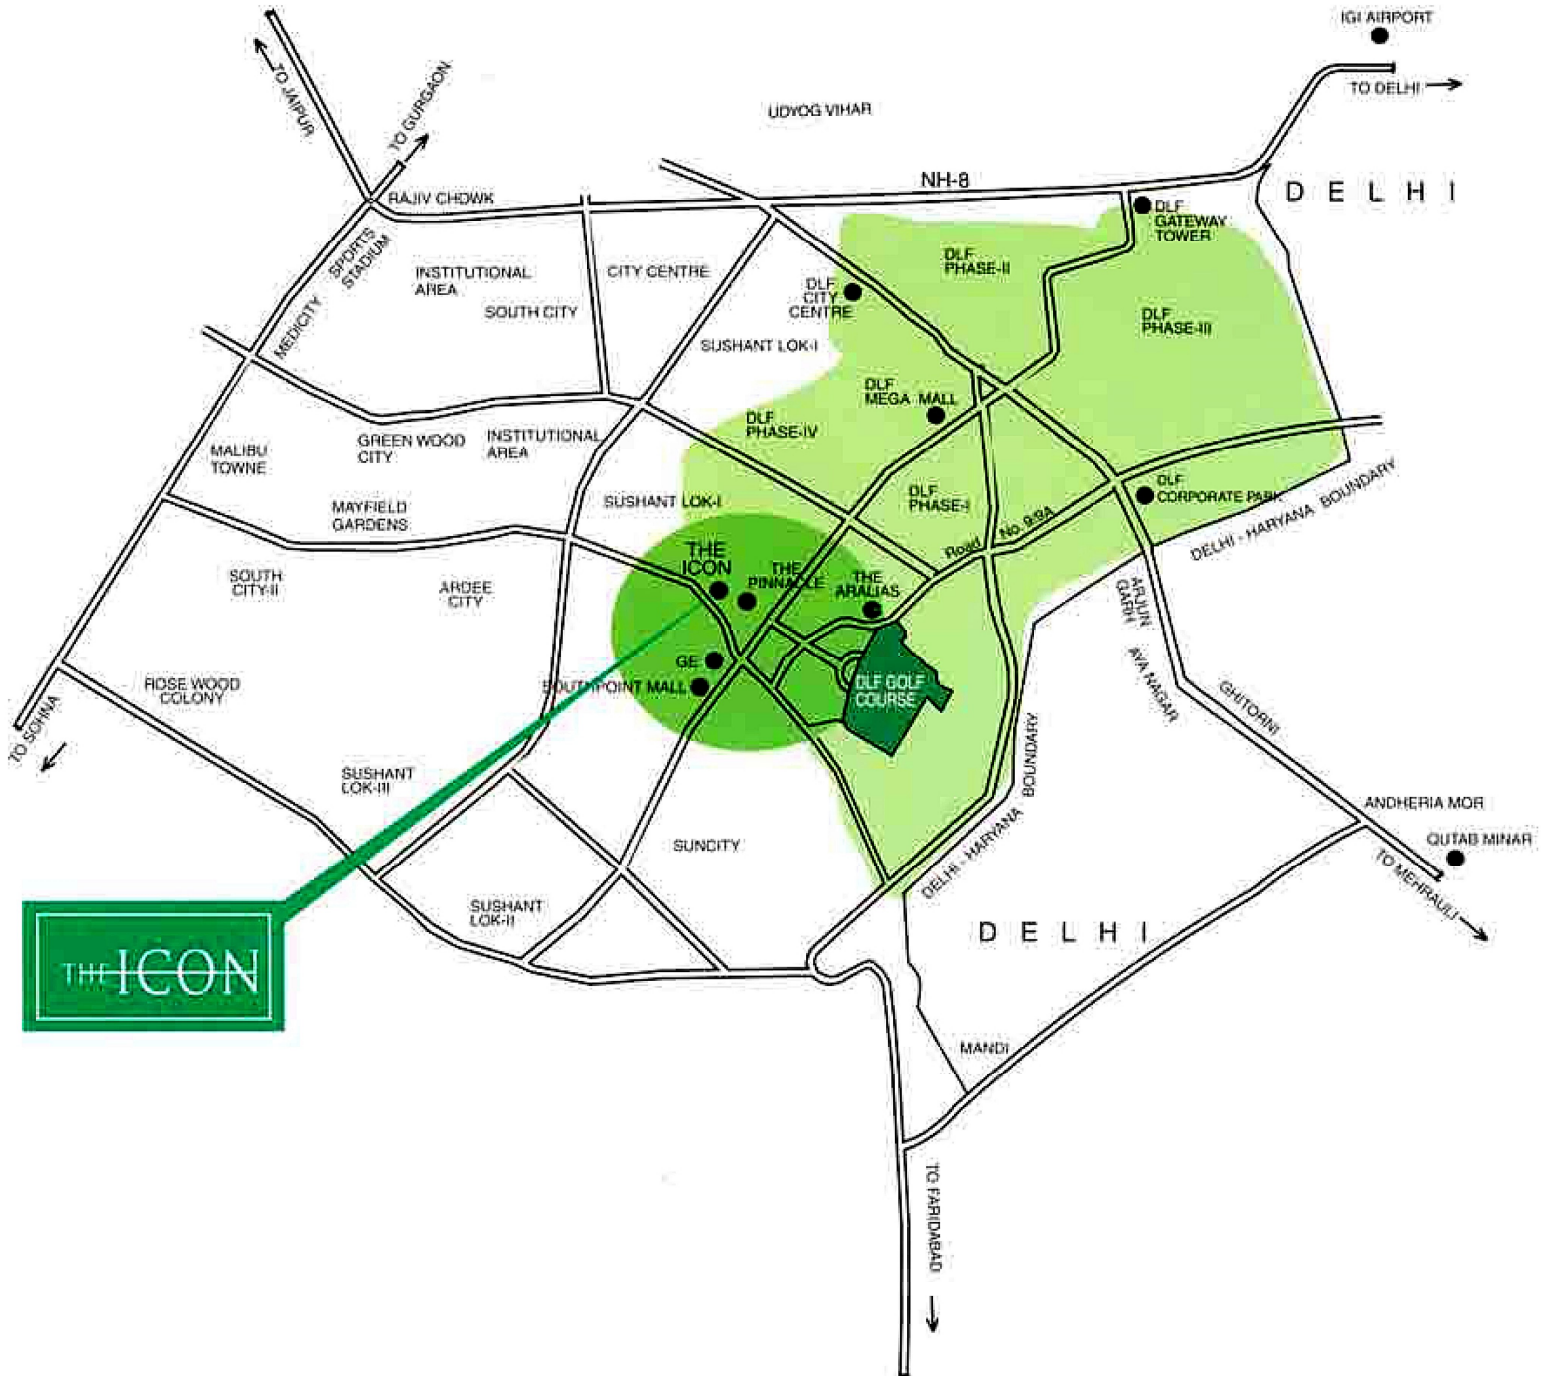 IGI AIRPORT
TO DELHI
TO JAIPUR
TO GURGAON
UDYOG VIHAR
NH-8
DELHI
RAJIV CHOWK
DLF
GATEWAY
TOWER
SPORTS
STADIUM
INSTITUTIONAL
AREA
CITY CENTRE
DLF
PHASE-II
MEDICITY
SOUTH CITY
DLF
CITY
CENTRE
DLF
PHASE-III
SUSHANT LOK-I
DLF
MEGA MALL
DLF
PHASE-IV
MALIBU
TOWNE
GREEN WOOD
CITY
INSTITUTIONAL
AREA
MAYFIELD
GARDENS
SUSHANT LOK-I
DLF
PHASE-I
DLF
CORPORATE PARK
DELHI - HARYANA BOUNDARY
Road No. 9/9A
THE
ICON
THE
PINNACLE
THE
ARALIAS
SOUTH
CITY-II
ARDEE
CITY
ARJUN
GARH
AYA NAGAR
GHITORNI
GE
SOUTHPOINT MALL
DLF GOLF
COURSE
ROSE WOOD
COLONY
TO SOHNA
SUSHANT
LOK-III
DELHI - HARYANA BOUNDARY
ANDHERIA MOR
QUTAB MINAR
TO MEHRAULI
SUNCITY
SUSHANT
LOK-II
DELHI
THE ICON
MANDI
TO FARIDABAD